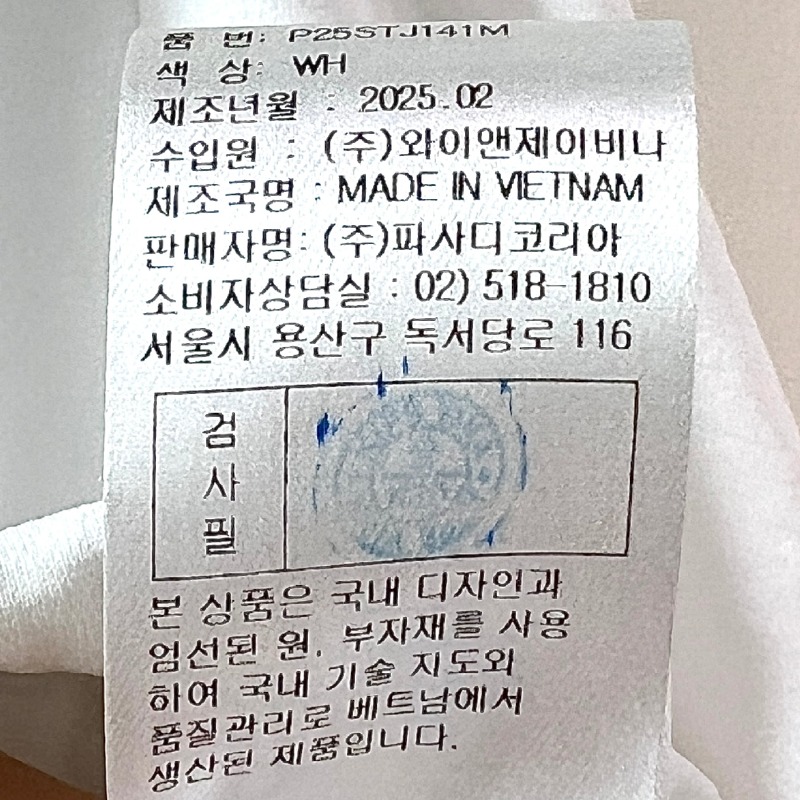 품 번: P25STJ141M
색 상: WH
제조년월 : 2025.02
수입원 : (주)와이앤제이비나
제조국명 : MADE IN VIETNAM
판매자명: (주)파사디코리아
소비자상담실 : 02) 518-1810
서울시 용산구 독서당로 116
검
사
필
본 상품은 국내 디자인과
엄선된 원, 부자재를 사용
하여 국내 기술 지도와
품질관리로 베트남에서
생산된 제품입니다.